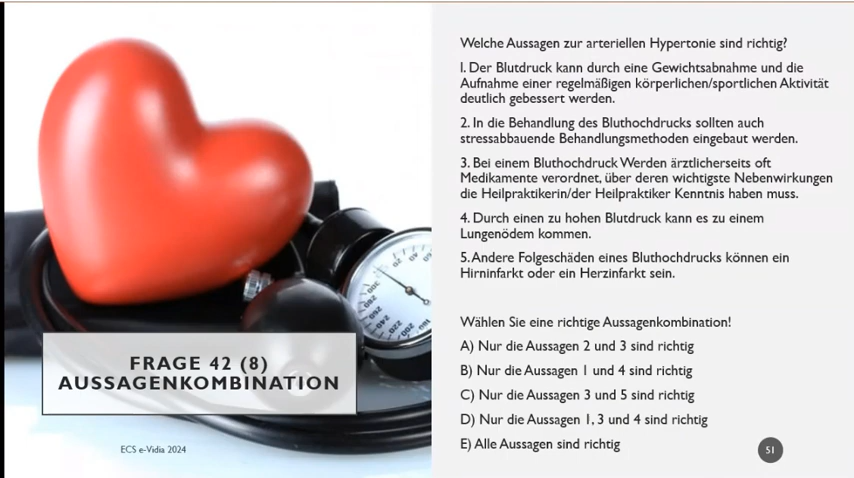 Welche Aussagen zur arteriellen Hypertonie sind richtig?
1. Der Blutdruck kann durch eine Gewichtsabnahme und die
Aufnahme einer regelmäßigen körperlichen/sportlichen Aktivität
deutlich gebessert werden.
2. In die Behandlung des Bluthochdrucks sollten auch
stressabbauende Behandlungsmethoden eingebaut werden.
3. Bei einem Bluthochdruck Werden ärztlicherseits oft
Medikamente verordnet, über deren wichtigste Nebenwirkungen
die Heilpraktikerin/der Heilpraktiker Kenntnis haben muss.
4. Durch einen zu hohen Blutdruck kann es zu einem
Lungenödem kommen.
5. Andere Folgeschäden eines Bluthochdrucks können ein
Hirninfarkt oder ein Herzinfarkt sein.
Wählen Sie eine richtige Aussagenkombination!
A) Nur die Aussagen 2 und 3 sind richtig
B) Nur die Aussagen 1 und 4 sind richtig
C) Nur die Aussagen 3 und 5 sind richtig
D) Nur die Aussagen 1, 3 und 4 sind richtig
E) Alle Aussagen sind richtig
FRAGE 42 (8)
AUSSAGENKOMBINATION
ECS e-Vidia 2024
51